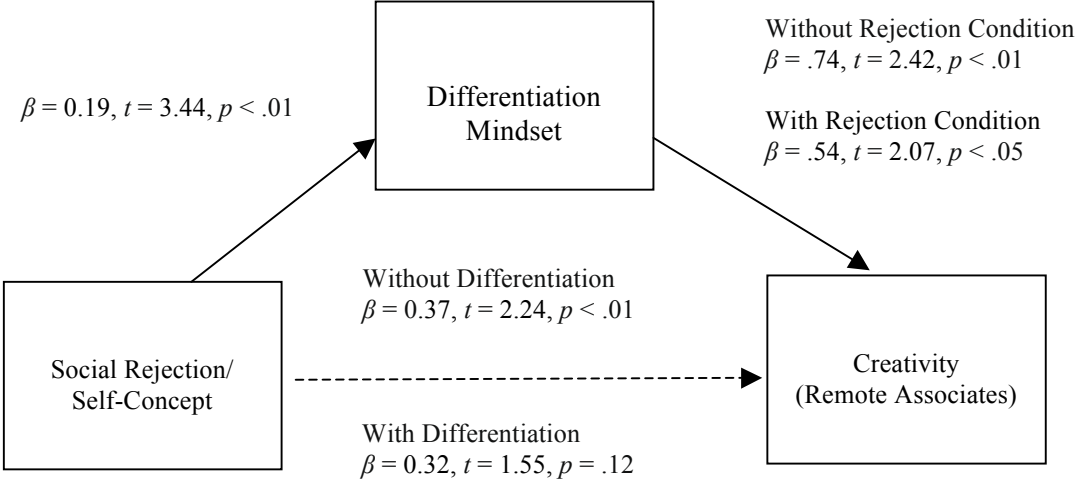 Without Rejection Condition
β = .74, t = 2.42, p < .01
With Rejection Condition
β = .54, t = 2.07, p < .05
β = 0.19, t = 3.44, p < .01
Differentiation
Mindset
Without Differentiation
β = 0.37, t = 2.24, p < .01
Social Rejection/
Self-Concept
Creativity
(Remote Associates)
With Differentiation
β = 0.32, t = 1.55, p = .12